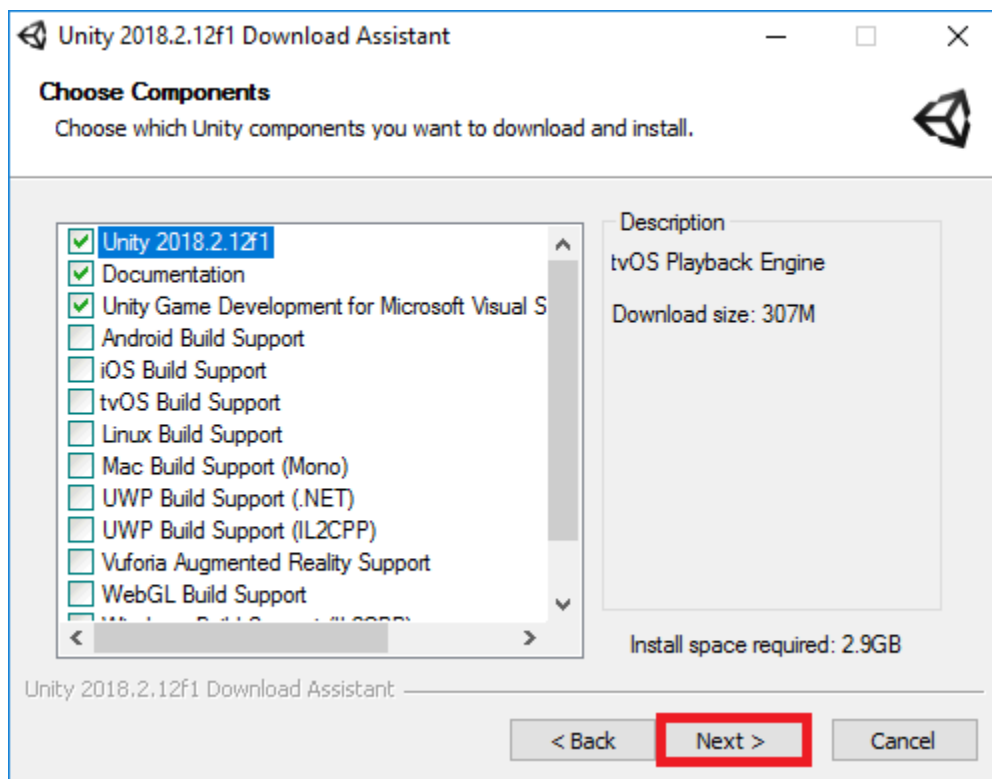 Unity 2018.2.12f1 Download Assistant
Choose Components
Choose which Unity components you want to download and install.
Unity 2018.2.12f1
Documentation
Unity Game Development for Microsoft Visual S
Android Build Support
iOS Build Support
tvOS Build Support
Linux Build Support
Mac Build Support (Mono)
UWP Build Support (.NET)
UWP Build Support (IL2CPP)
Vuforia Augmented Reality Support
WebGL Build Support
Description
tvOS Playback Engine
Download size: 307M
Install space required: 2.9GB
Unity 2018.2.12f1 Download Assistant
< Back
Next >
Cancel